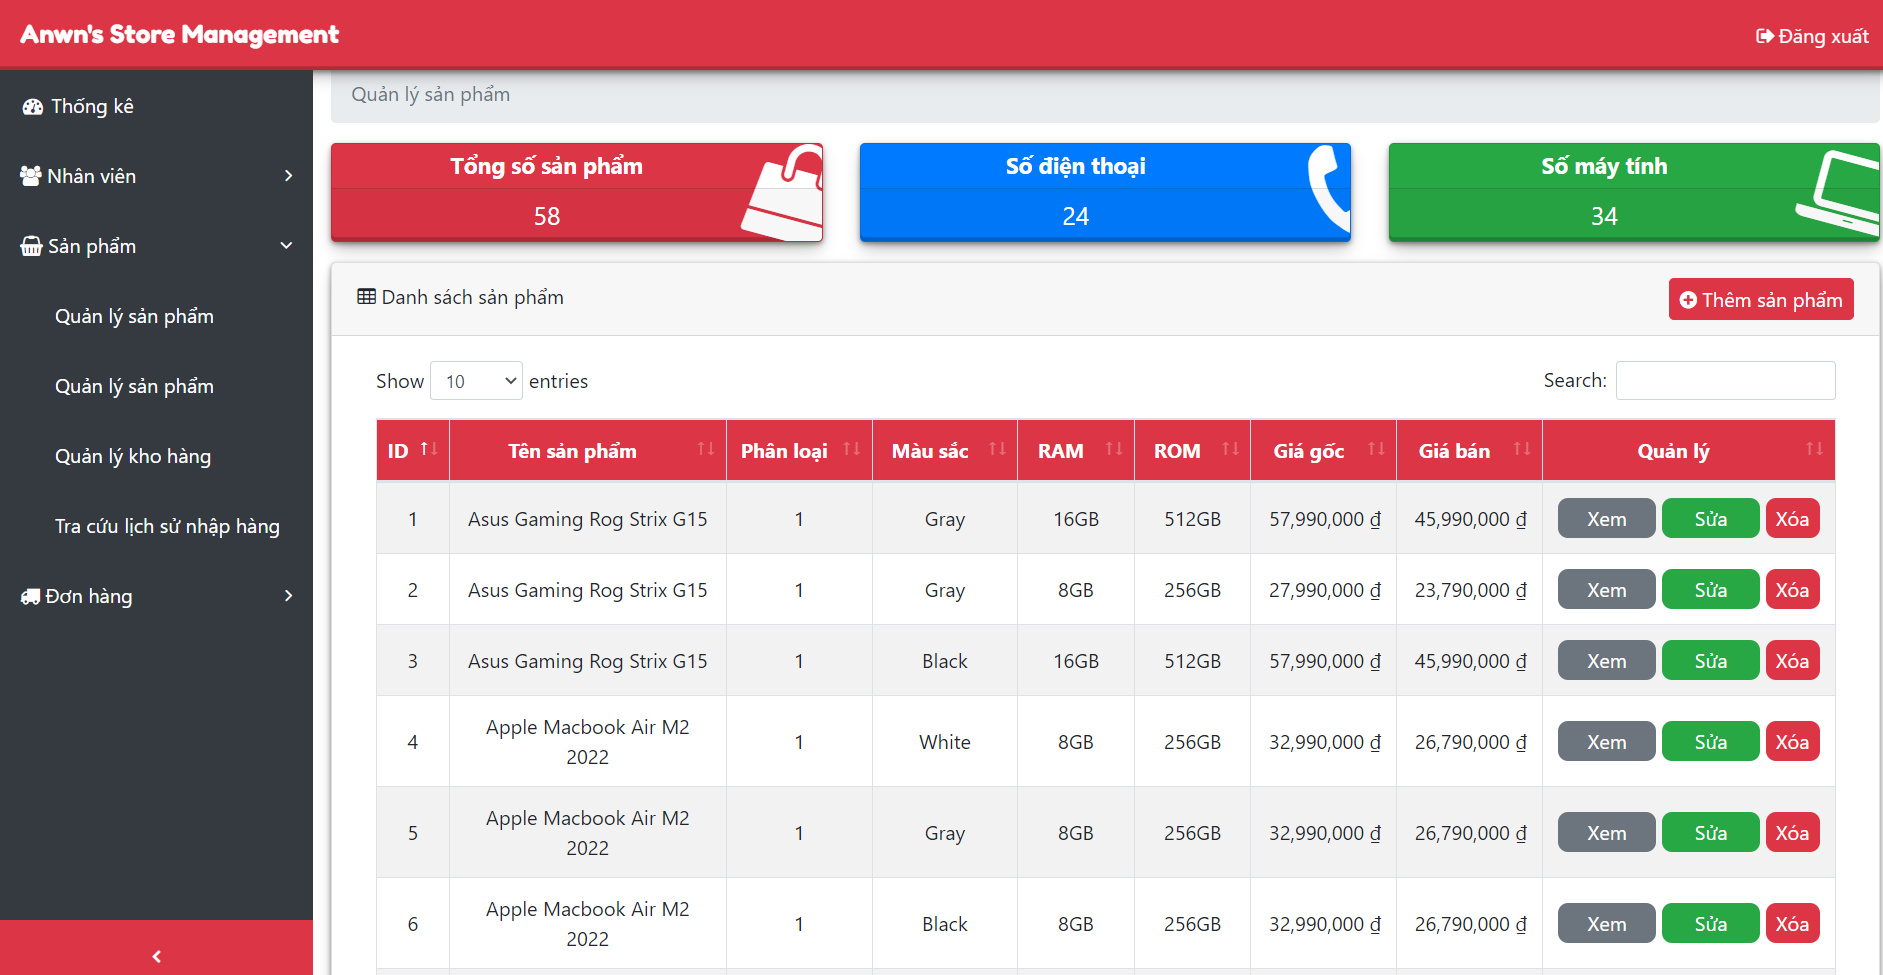 Anwn's Store Management
Đăng xuất
Thống kê
Nhân viên
Sản phẩm
Quản lý sản phẩm
Quản lý sản phẩm
Quản lý kho hàng
Tra cứu lịch sử nhập hàng
Đơn hàng
Quản lý sản phẩm
Tổng số sản phẩm
58
Số điện thoại
24
Số máy tính
34
Danh sách sản phẩm
Thêm sản phẩm
Show 10 entries
Search:
ID Tên sản phẩm Phân loại Màu sắc RAM ROM Giá gốc Giá bán Quản lý
1 Asus Gaming Rog Strix G15 1 Gray 16GB 512GB 57,990,000 ₫ 45,990,000 ₫ Xem Sửa Xóa
2 Asus Gaming Rog Strix G15 1 Gray 8GB 256GB 27,990,000 ₫ 23,790,000 ₫ Xem Sửa Xóa
3 Asus Gaming Rog Strix G15 1 Black 16GB 512GB 57,990,000 ₫ 45,990,000 ₫ Xem Sửa Xóa
4 Apple Macbook Air M2 2022 1 White 8GB 256GB 32,990,000 ₫ 26,790,000 ₫ Xem Sửa Xóa
5 Apple Macbook Air M2 2022 1 Gray 8GB 256GB 32,990,000 ₫ 26,790,000 ₫ Xem Sửa Xóa
6 Apple Macbook Air M2 2022 1 Black 8GB 256GB 32,990,000 ₫ 26,790,000 ₫ Xem Sửa Xóa